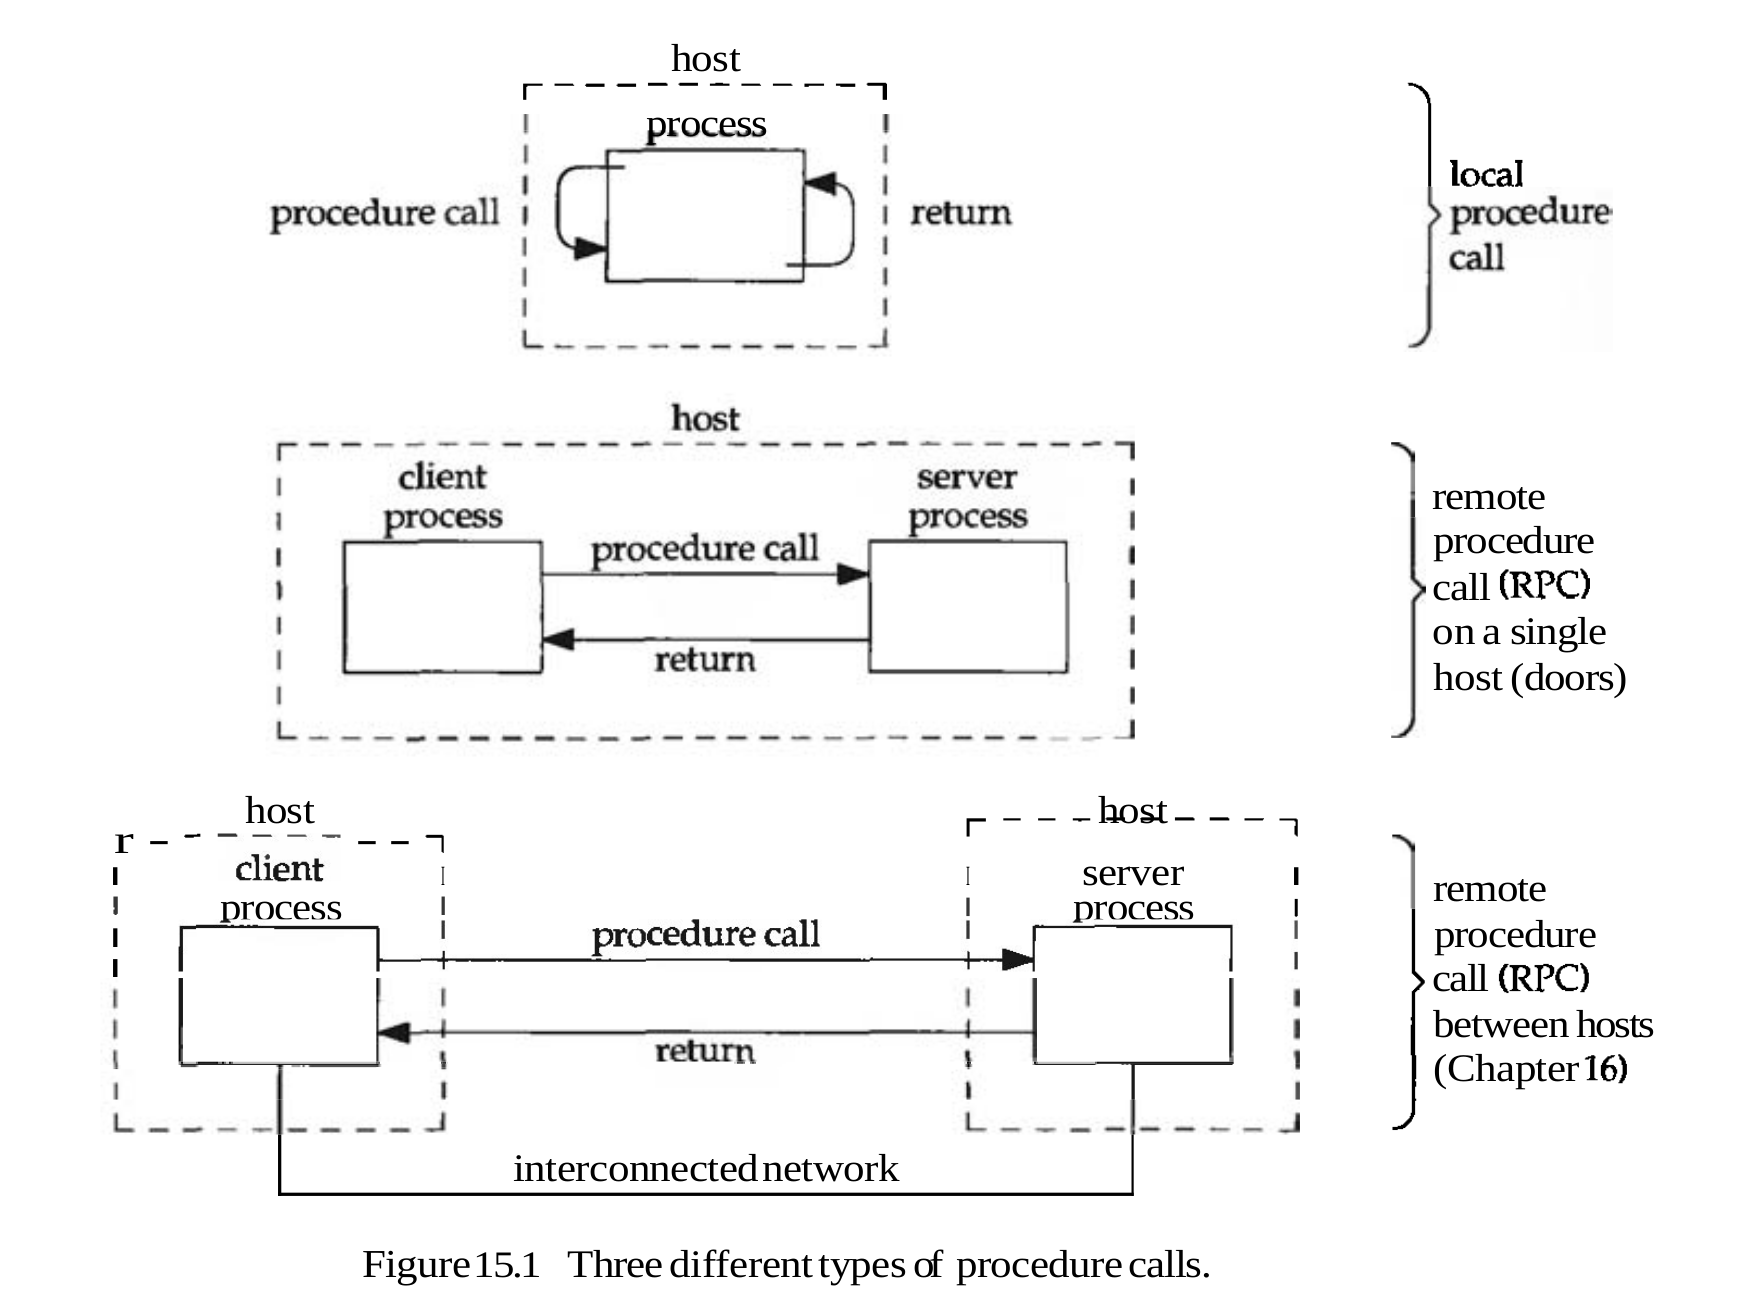 host
process
procedure call
return
local
procedure
call
host
client
process
server
process
procedure call
return
remote
procedure
call (RPC)
on a single
host (doors)
host
client
process
host
server
process
procedure call
return
interconnected network
remote
procedure
call (RPC)
between hosts
(Chapter 16)
Figure 15.1 Three different types of procedure calls.